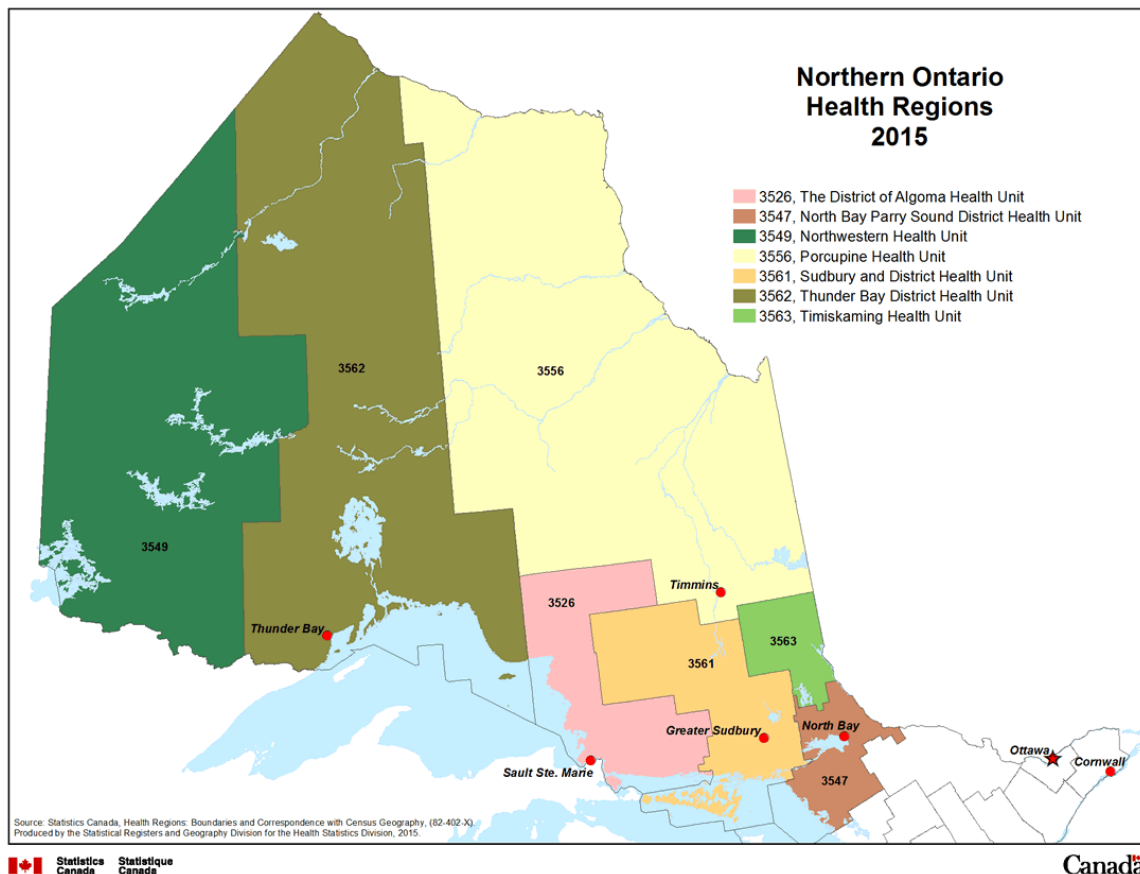 Northern Ontario
Health Regions
2015
3526, The District of Algoma Health Unit
3547, North Bay Parry Sound District Health Unit
3549, Northwestern Health Unit
3556, Porcupine Health Unit
3561, Sudbury and District Health Unit
3562, Thunder Bay District Health Unit
3563, Timiskaming Health Unit
3562
3556
3549
Timmins
3526
Thunder Bay
3563
3561
Greater Sudbury
North Bay
Ottawa
Sault Ste. Marie
Cornwall
3547
Source: Statistics Canada, Health Regions: Boundaries and Correspondence with Census Geography, (82-402-X).
Produced by the Statistical Registers and Geography Division for the Health Statistics Division, 2015.
Statistics Statistique
Canada Canada
Canada